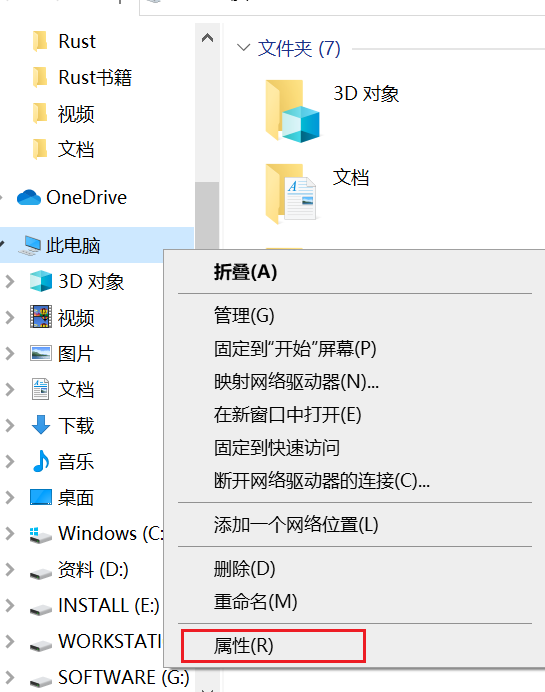 Rust
Rust书籍
视频
文档
OneDrive
此电脑
3D 对象
视频
图片
文档
下载
音乐
桌面
Windows (C:
资料 (D:)
INSTALL (E:)
WORKSTATI
SOFTWARE (G:)
文件夹 (7)
3D 对象
文档
折叠(A)
管理(G)
固定到“开始”屏幕(P)
映射网络驱动器(N)...
在新窗口中打开(E)
固定到快速访问
断开网络驱动器的连接(C)...
添加一个网络位置(L)
删除(D)
重命名(M)
属性(R)